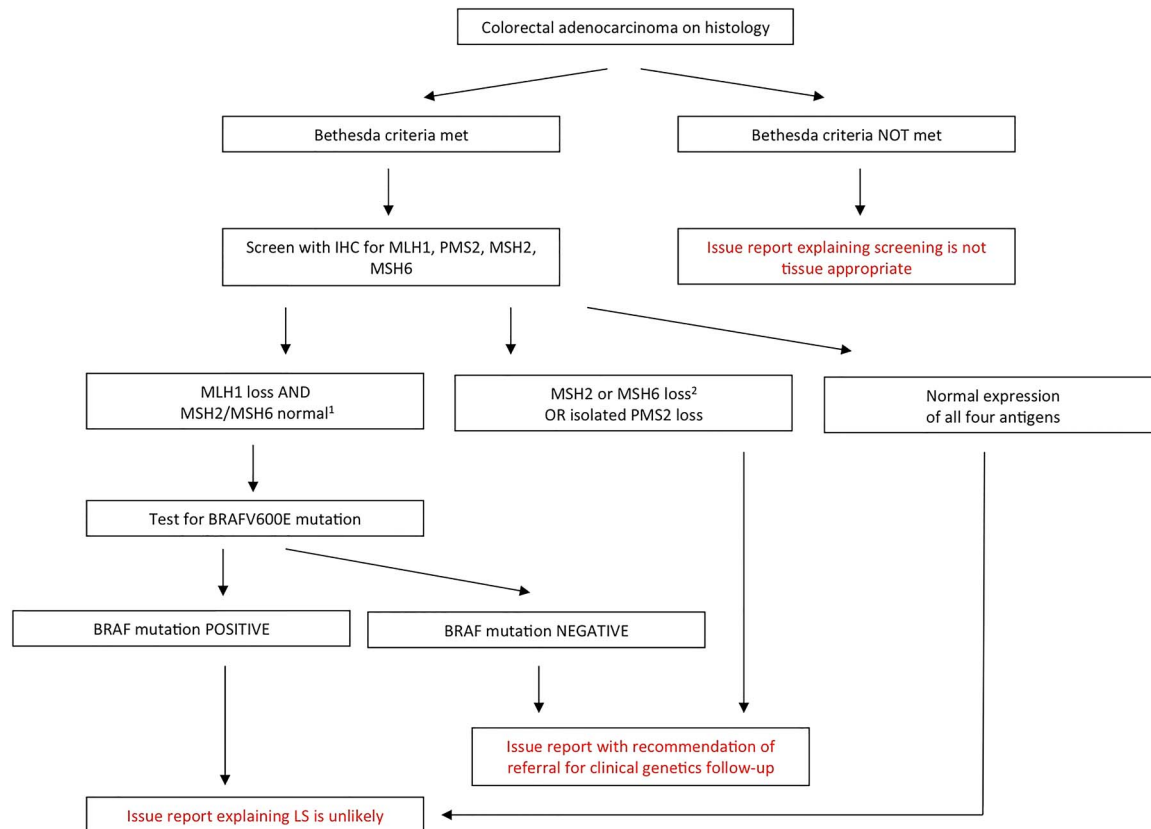 Colorectal adenocarcinoma on histology
Bethesda criteria met
Bethesda criteria NOT met
Screen with IHC for MLH1, PMS2, MSH2,
MSH6
Issue report explaining screening is not
tissue appropriate
MLH1 loss AND
MSH2/MSH6 normal¹
MSH2 or MSH6 loss²
OR isolated PMS2 loss
Normal expression
of all four antigens
Test for BRAFV600E mutation
BRAF mutation POSITIVE
BRAF mutation NEGATIVE
Issue report with recommendation of
referral for clinical genetics follow-up
Issue report explaining LS is unlikely